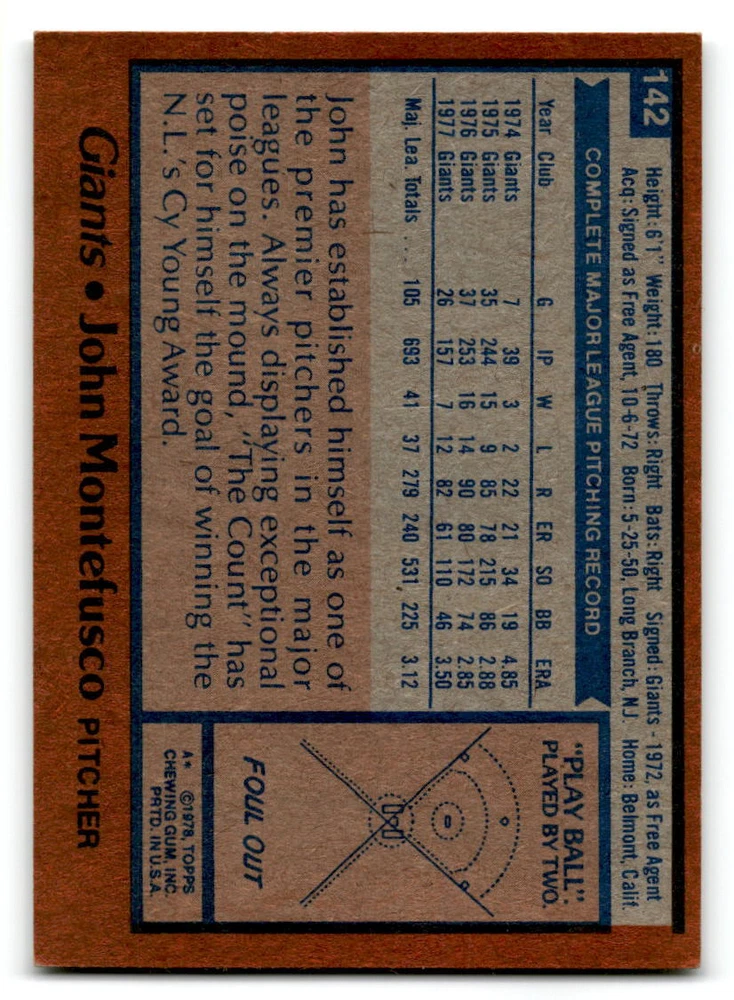 142
Height: 6'1" Weight: 180 Throws: Right Bats: Right Signed: Giants - 1972, as Free Agent
Acq: Signed as Free Agent, 10-6-72 Born: 5-25-50, Long Branch, N.J. Home: Belmont, Calif.
COMPLETE MAJOR LEAGUE PITCHING RECORD
Year Club G IP W L R ER SO BB ERA
1974 Giants 7 39 3 2 22 21 34 19 4.85
1975 Giants 35 244 15 9 85 78 215 86 2.88
1976 Giants 37 253 16 14 90 80 172 74 2.85
1977 Giants 26 157 7 12 82 61 110 46 3.50
Maj. Lea. Totals .... 105 693 41 37 279 240 531 225 3.12
John has established himself as one of
the premier pitchers in the major
leagues. Always displaying exceptional
poise on the mound, "The Count" has
set for himself the goal of winning the
N.L.'s Cy Young Award.
"PLAY BALL"
PLAYED BY TWO.
FOUL OUT
A* ©1978, TOPPS
CHEWING GUM, INC.
PRTD. IN U.S.A.
Giants • John Montefusco PITCHER